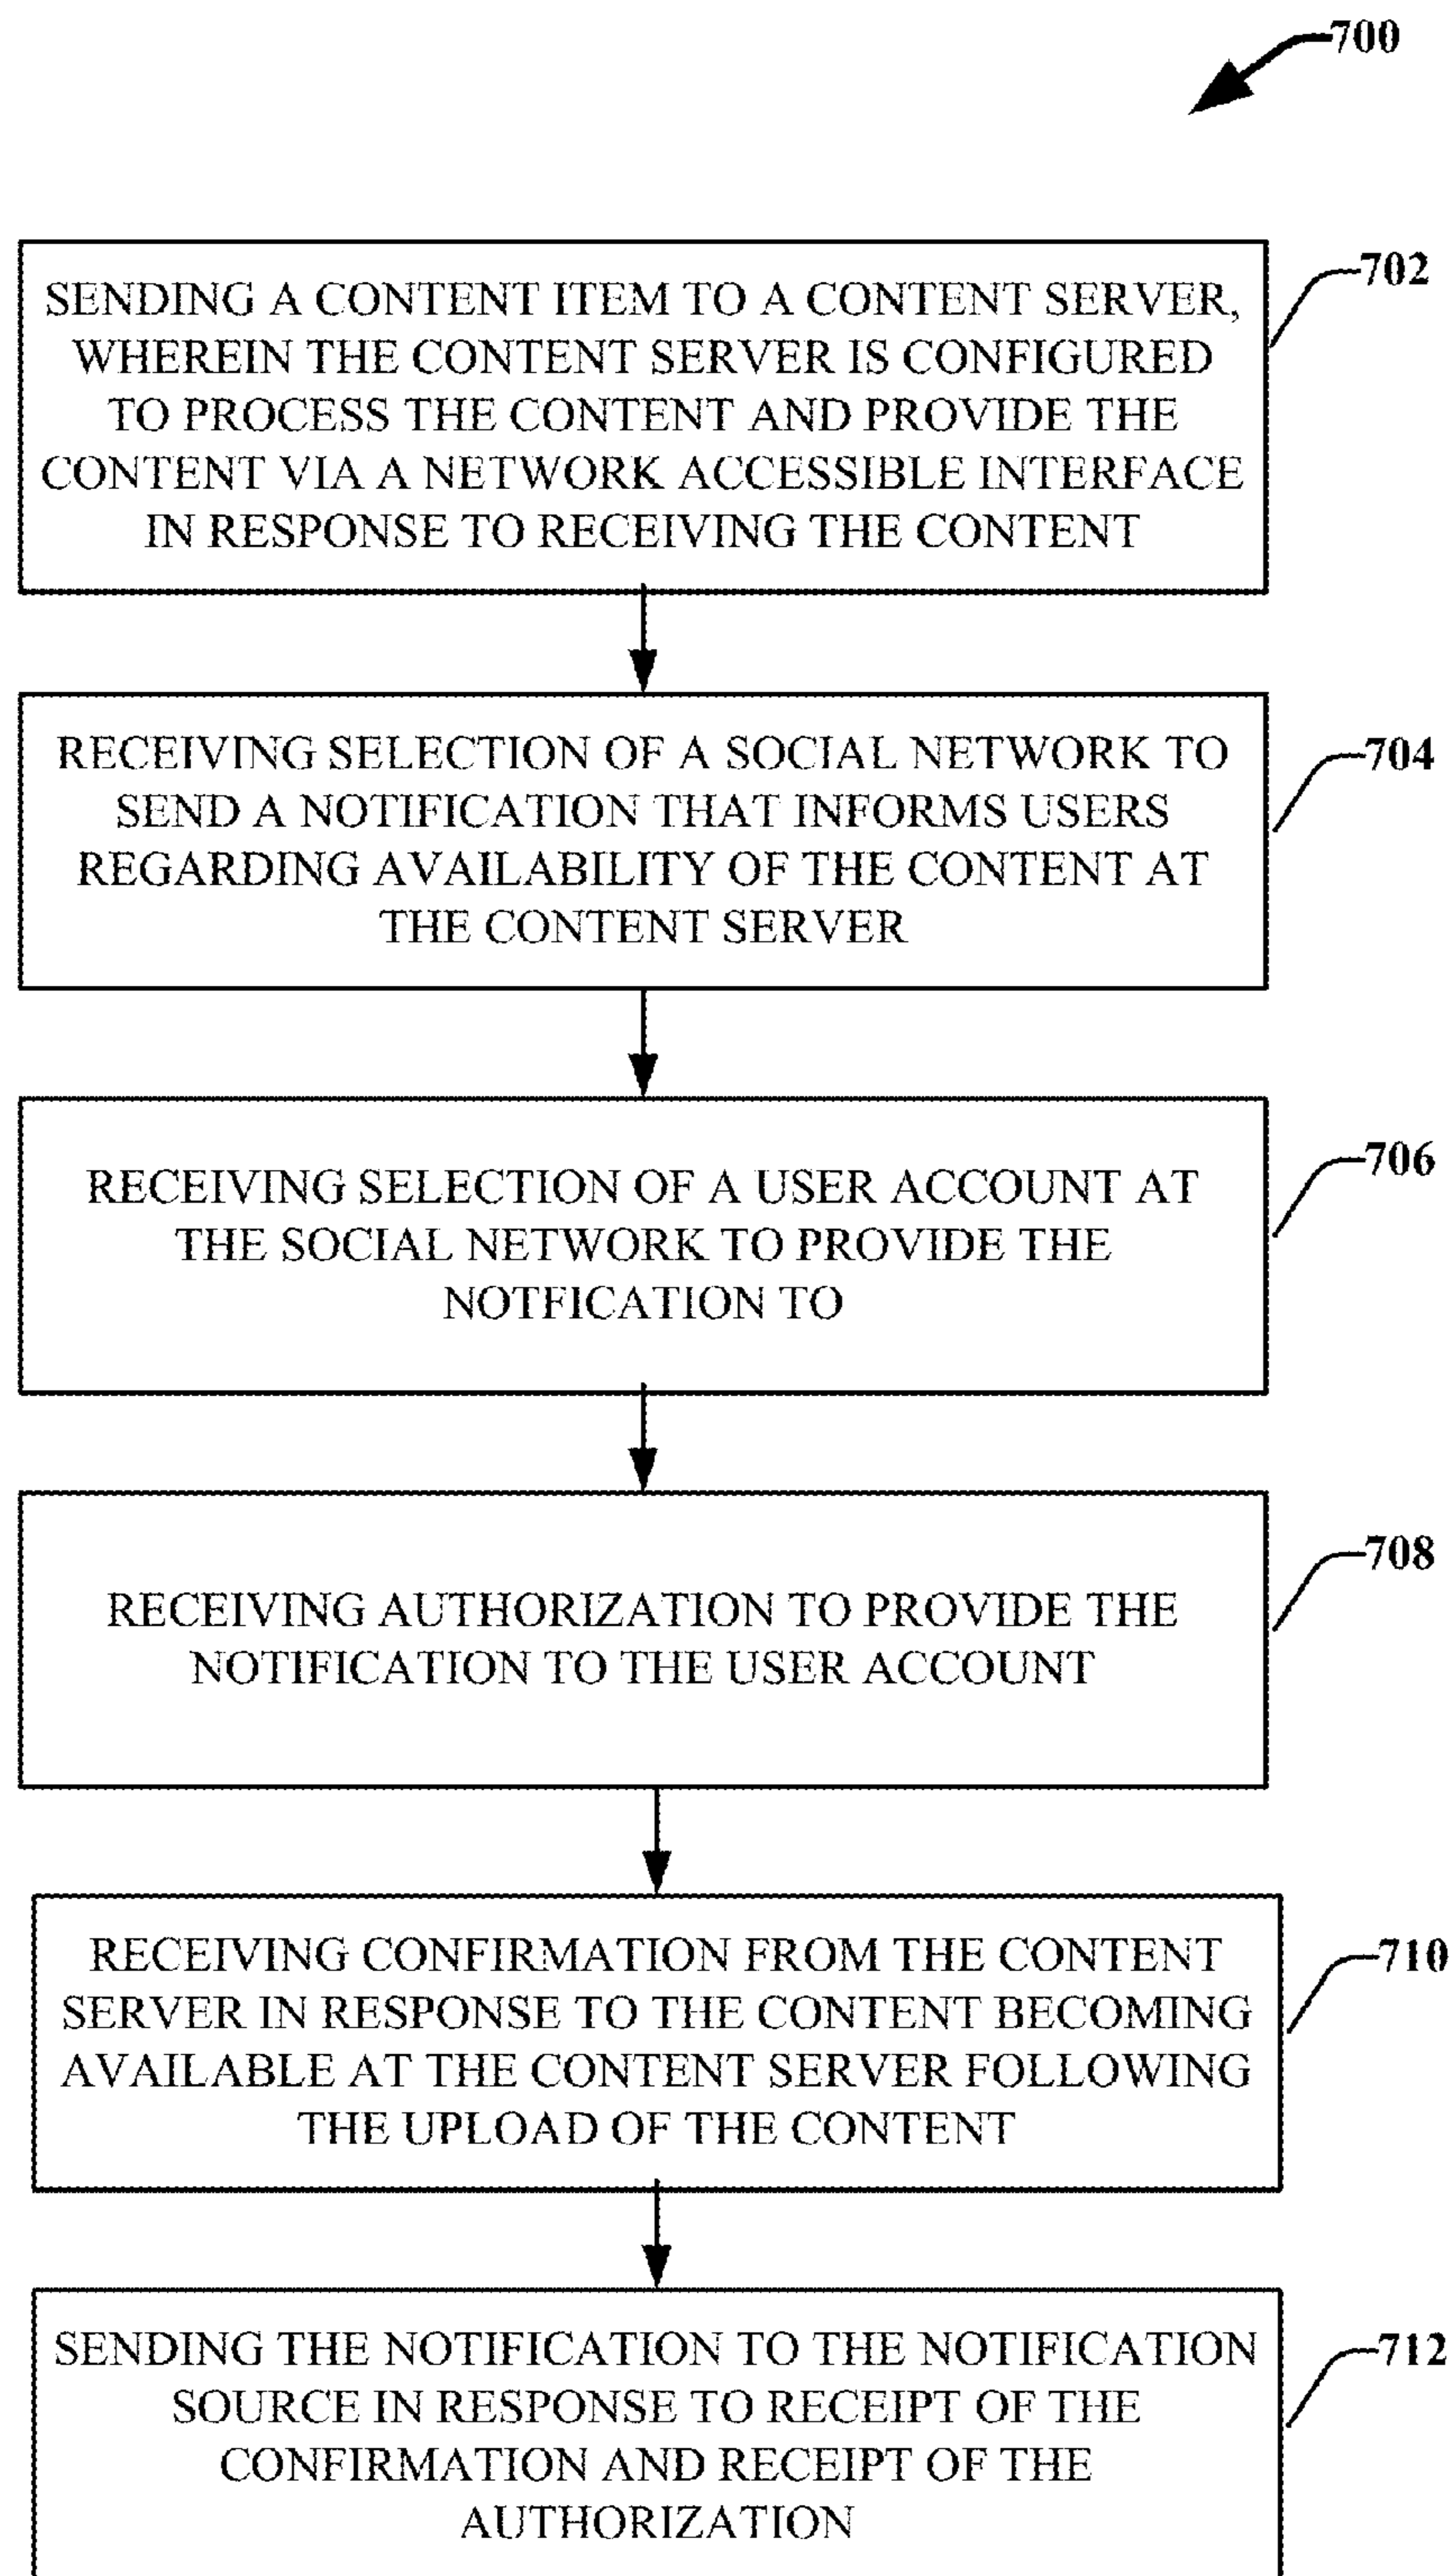 700
SENDING A CONTENT ITEM TO A CONTENT SERVER,
WHEREIN THE CONTENT SERVER IS CONFIGURED
TO PROCESS THE CONTENT AND PROVIDE THE
CONTENT VIA A NETWORK ACCESSIBLE INTERFACE
IN RESPONSE TO RECEIVING THE CONTENT
702
RECEIVING SELECTION OF A SOCIAL NETWORK TO
SEND A NOTIFICATION THAT INFORMS USERS
REGARDING AVAILABILITY OF THE CONTENT AT
THE CONTENT SERVER
704
RECEIVING SELECTION OF A USER ACCOUNT AT
THE SOCIAL NETWORK TO PROVIDE THE
NOTFICATION TO
706
RECEIVING AUTHORIZATION TO PROVIDE THE
NOTIFICATION TO THE USER ACCOUNT
708
RECEIVING CONFIRMATION FROM THE CONTENT
SERVER IN RESPONSE TO THE CONTENT BECOMING
AVAILABLE AT THE CONTENT SERVER FOLLOWING
THE UPLOAD OF THE CONTENT
710
SENDING THE NOTIFICATION TO THE NOTIFICATION
SOURCE IN RESPONSE TO RECEIPT OF THE
CONFIRMATION AND RECEIPT OF THE
AUTHORIZATION
712